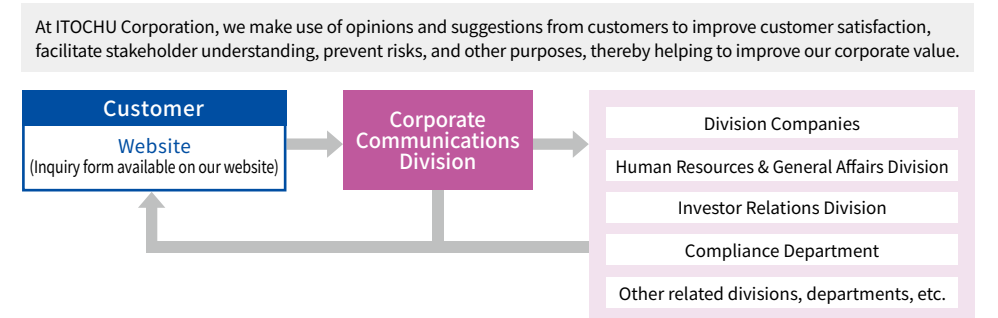 At ITOCHU Corporation, we make use of opinions and suggestions from customers to improve customer satisfaction,
facilitate stakeholder understanding, prevent risks, and other purposes, thereby helping to improve our corporate value.
Customer
Website
(Inquiry form available on our website)
Corporate
Communications
Division
Division Companies
Human Resources & General Affairs Division
Investor Relations Division
Compliance Department
Other related divisions, departments, etc.